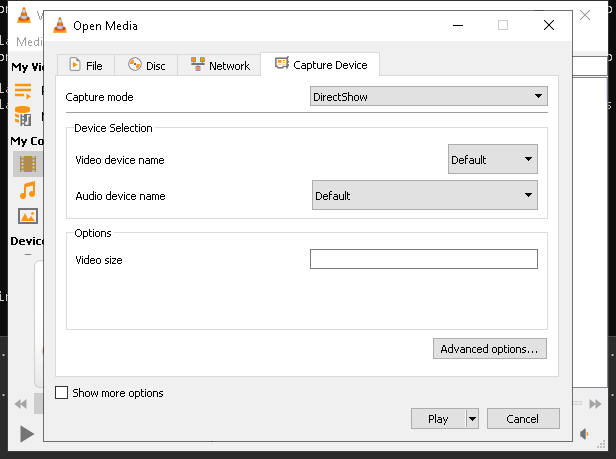 Open Media
Medi
File
Disc
Network
Capture Device
My Vi
Capture mode
DirectShow
Device Selection
Video device name
Default
My Co
Audio device name
Default
Options
Device
Video size
Advanced options...
Show more options
Play
Cancel